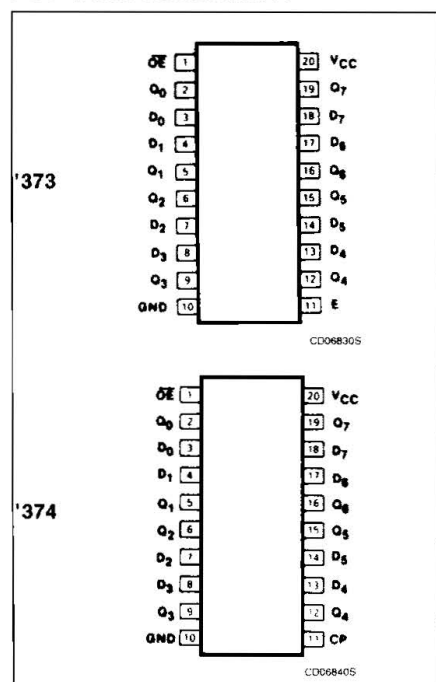 '373
O̅E̅ 1 20 VCC
Q0 2 19 Q7
D0 3 18 D7
D1 4 17 D6
Q1 5 16 Q6
Q2 6 15 Q5
D2 7 14 D5
D3 8 13 D4
Q3 9 12 Q4
GND 10 11 E
CD06830S
'374
O̅E̅ 1 20 VCC
Q0 2 19 Q7
D0 3 18 D7
D1 4 17 D6
Q1 5 16 Q6
Q2 6 15 Q5
D2 7 14 D5
D3 8 13 D4
Q3 9 12 Q4
GND 10 11 CP
CD06840S